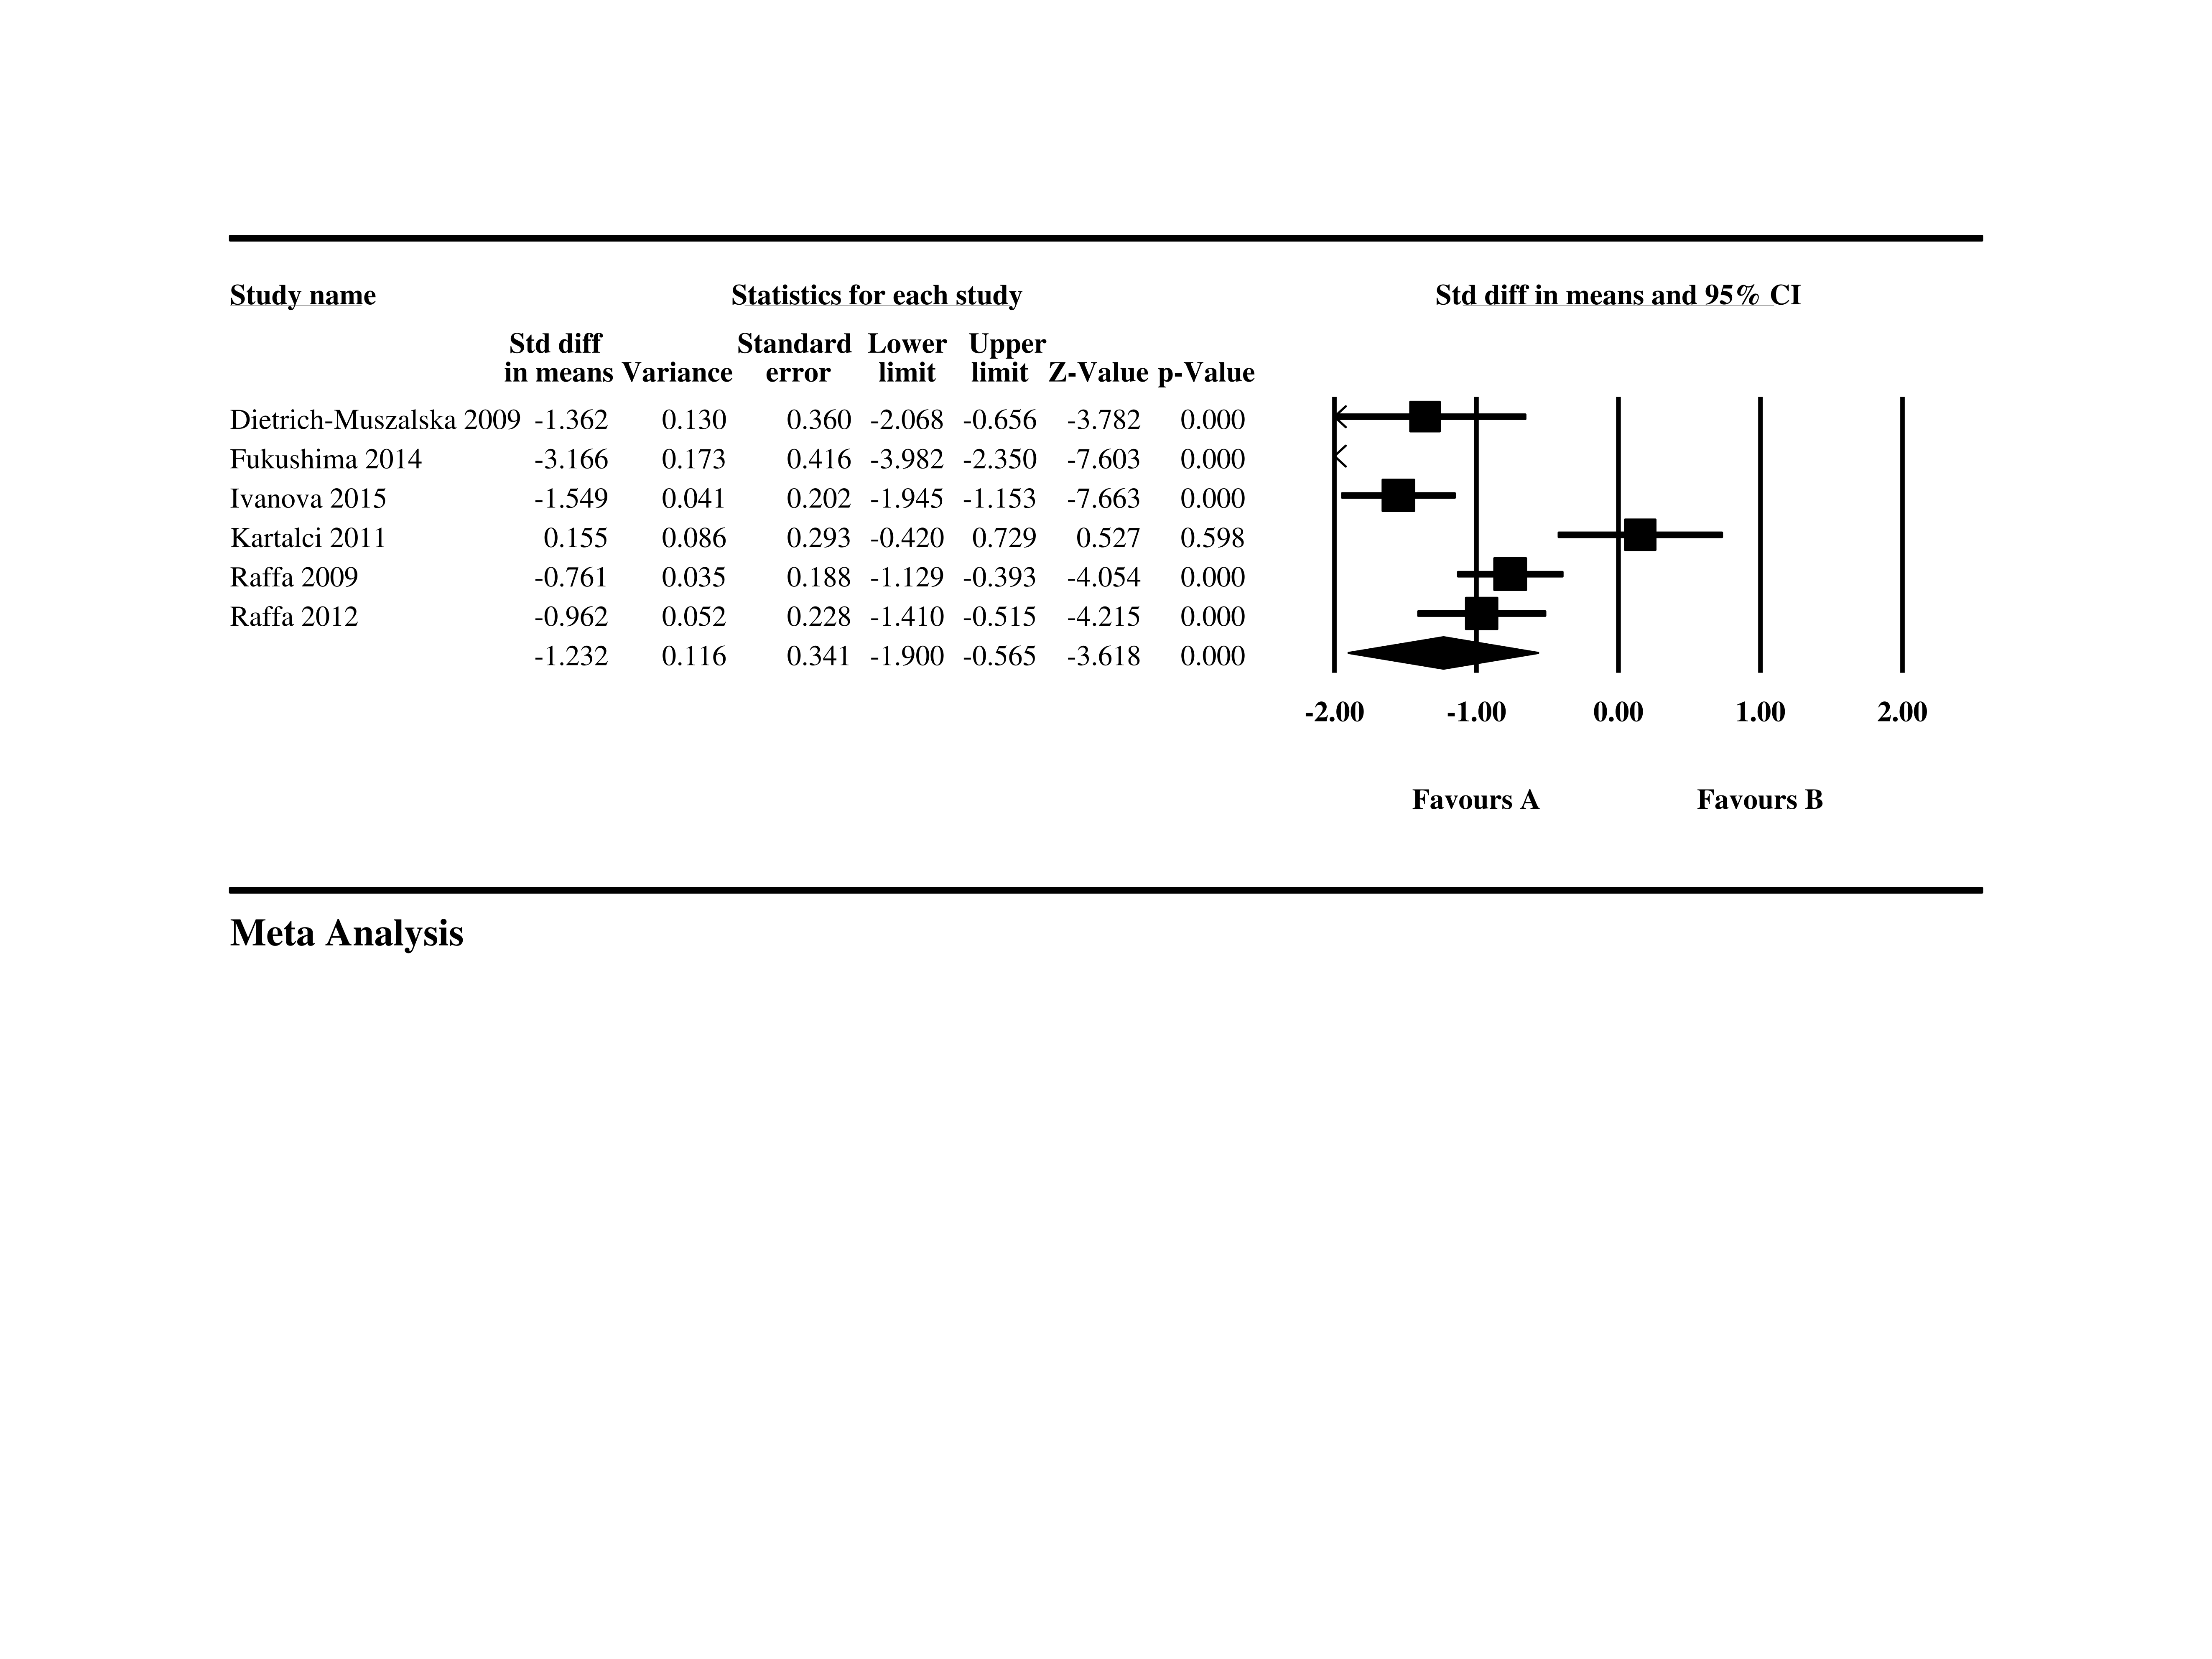 Study name Statistics for each study Std diff in means and 95% CI
Std diff Standard Lower Upper
in means Variance error limit limit Z-Value p-Value
Dietrich-Muszalska 2009 -1.362 0.130 0.360 -2.068 -0.656 -3.782 0.000
Fukushima 2014 -3.166 0.173 0.416 -3.982 -2.350 -7.603 0.000
Ivanova 2015 -1.549 0.041 0.202 -1.945 -1.153 -7.663 0.000
Kartalci 2011 0.155 0.086 0.293 -0.420 0.729 0.527 0.598
Raffa 2009 -0.761 0.035 0.188 -1.129 -0.393 -4.054 0.000
Raffa 2012 -0.962 0.052 0.228 -1.410 -0.515 -4.215 0.000
-1.232 0.116 0.341 -1.900 -0.565 -3.618 0.000
-2.00 -1.00 0.00 1.00 2.00
Favours A Favours B
Meta Analysis